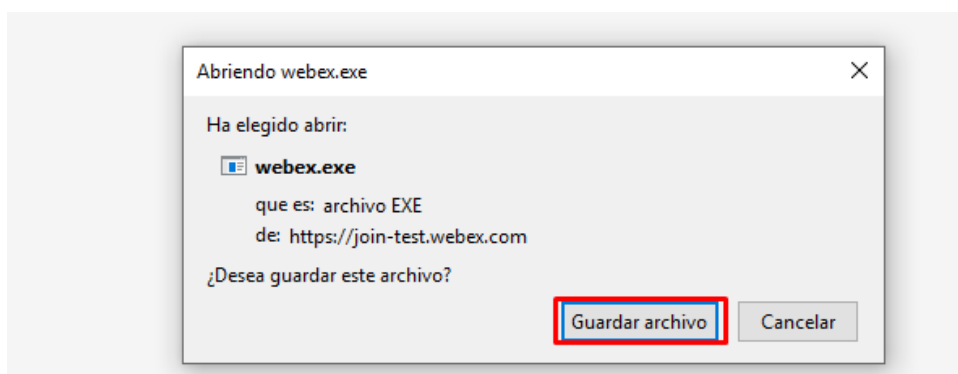 Abriendo webex.exe
Ha elegido abrir:
webex.exe
que es: archivo EXE
de: https://join-test.webex.com
¿Desea guardar este archivo?
Guardar archivo Cancelar